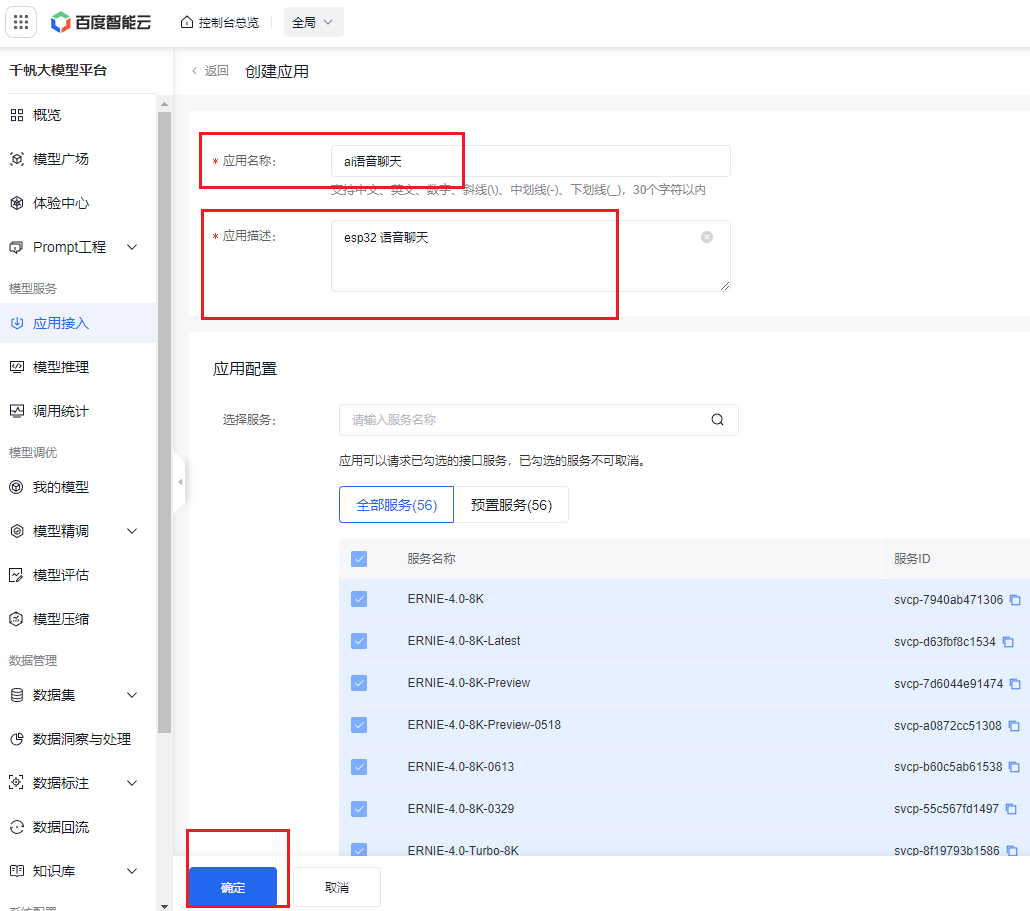 百度智能云
控制台总览
全局
千帆大模型平台
返回
创建应用
概览
模型广场
体验中心
Prompt工程
模型服务
应用接入
模型推理
调用统计
模型调优
我的模型
模型精调
模型评估
模型压缩
数据管理
数据集
数据洞察与处理
数据标注
数据回流
知识库
系统配置
* 应用名称:
ai语音聊天
支持中文、英文、数字、斜线(\)、中划线(-)、下划线(_)，30个字符以内
* 应用描述:
esp32 语音聊天
应用配置
选择服务:
请输入服务名称
应用可以请求已勾选的接口服务，已勾选的服务不可取消。
全部服务(56)
预置服务(56)
服务名称 服务ID
ERNIE-4.0-8K svcp-7940ab471306
ERNIE-4.0-8K-Latest svcp-d63fbf8c1534
ERNIE-4.0-8K-Preview svcp-7d6044e91474
ERNIE-4.0-8K-Preview-0518 svcp-a0872cc51308
ERNIE-4.0-8K-0613 svcp-b60c5ab61538
ERNIE-4.0-8K-0329 svcp-55c567fd1497
ERNIE-4.0-Turbo-8K svcp-8f19793b1586
确定
取消